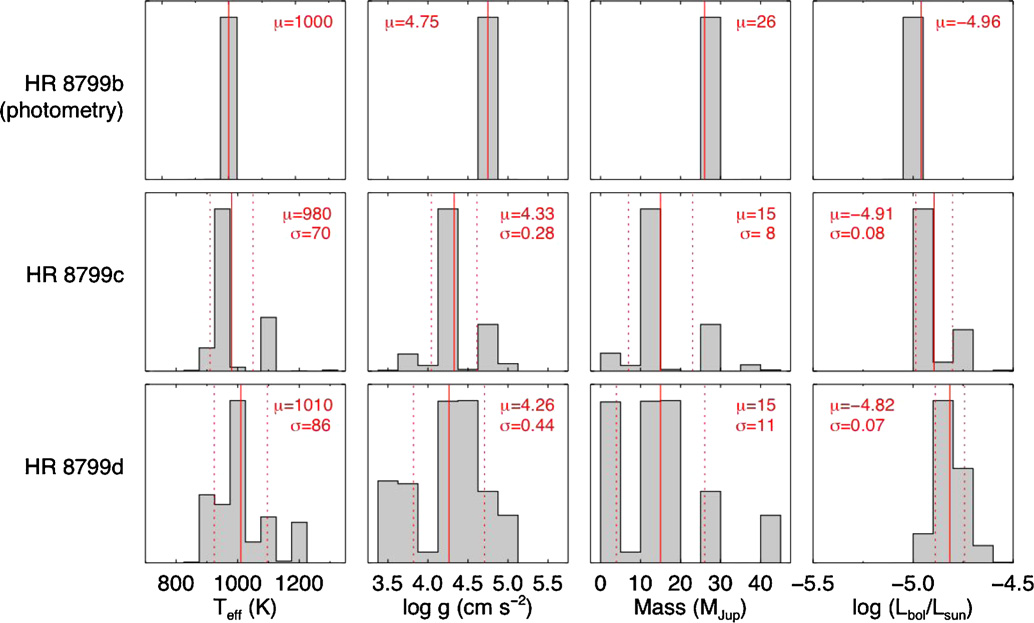 HR 8799b
(photometry)
μ=1000
μ=4.75
μ=26
μ=−4.96
HR 8799c
μ=980
σ=70
μ=4.33
σ=0.28
μ=15
σ= 8
μ=−4.91
σ=0.08
HR 8799d
μ=1010
σ=86
μ=4.26
σ=0.44
μ=15
σ=11
μ=−4.82
σ=0.07
800 1000 1200
3.5 4.0 4.5 5.0 5.5
0 10 20 30 40
−5.5 −5.0 −4.5
Teff (K)
log g (cm s⁻²)
Mass (MJup)
log (Lbol/Lsun)